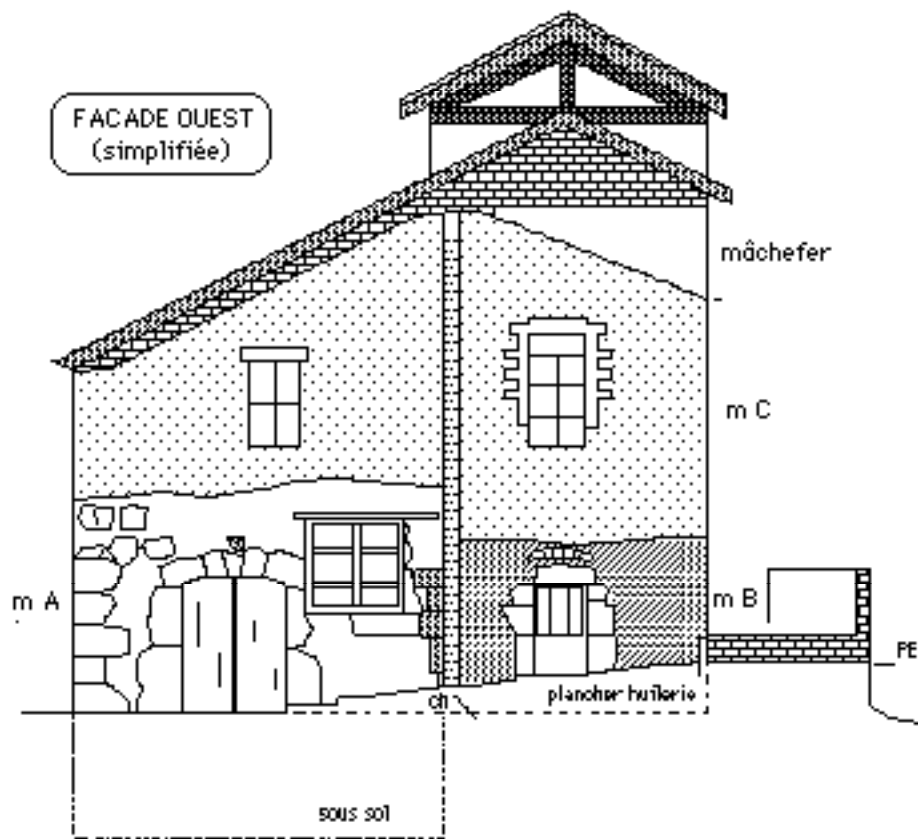 FACADE OUEST
(simplifiée)
mâchefer
m C
m A
m B
PE
plancher huilerie
ch
sous sol